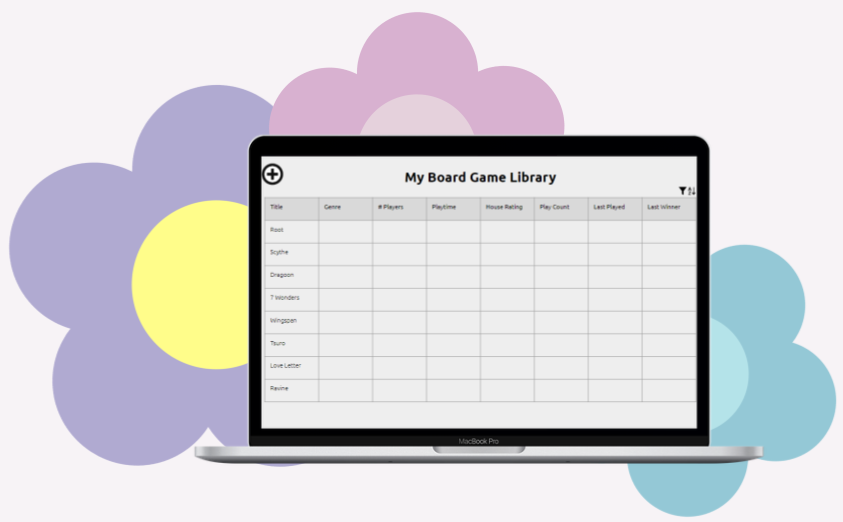 My Board Game Library
Title Genre # Players Playtime House Rating Play Count Last Played Last Winner
Root
Scythe
Dragoon
7 Wonders
Wingspan
Tsuro
Love Letter
Ravine
MacBook Pro